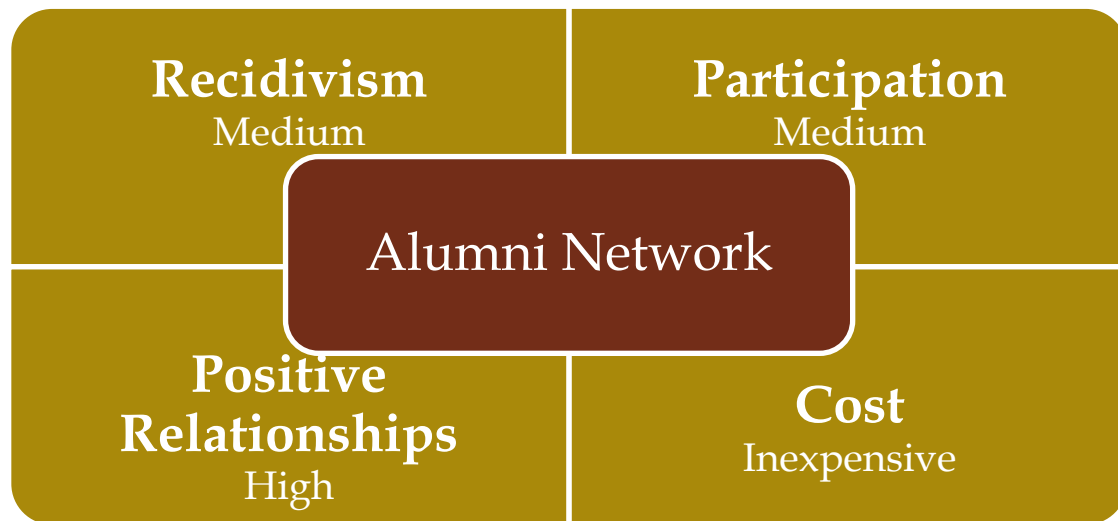 Recidivism
Medium
Participation
Medium
Alumni Network
Positive
Relationships
High
Cost
Inexpensive